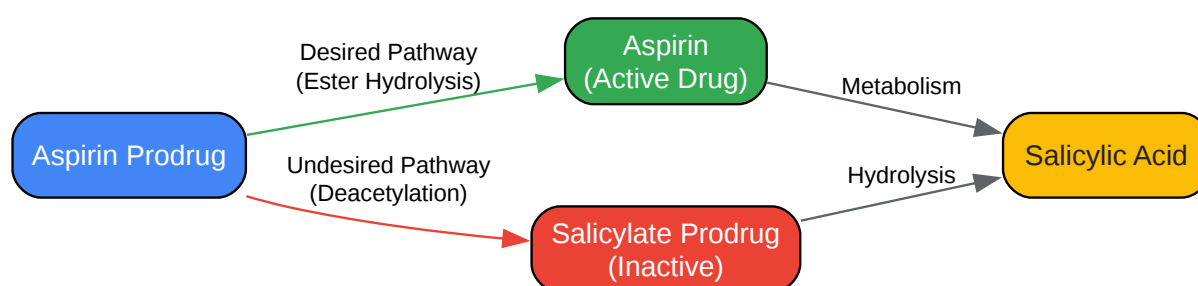 Aspirin Prodrug
Desired Pathway
(Ester Hydrolysis)
Undesired Pathway
(Deacetylation)
Aspirin
(Active Drug)
Salicylate Prodrug
(Inactive)
Metabolism
Hydrolysis
Salicylic Acid